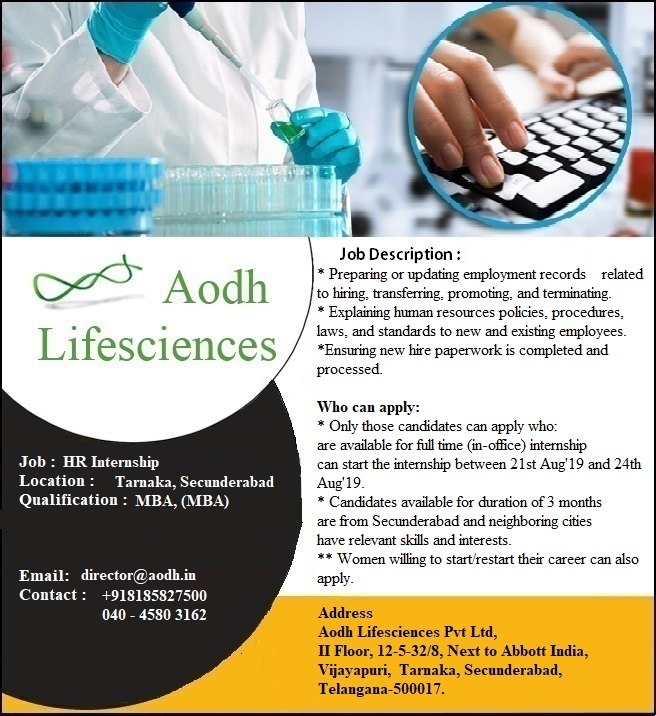 Aodh
Lifesciences
Job Description :
* Preparing or updating employment records related
to hiring, transferring, promoting, and terminating.
* Explaining human resources policies, procedures,
laws, and standards to new and existing employees.
*Ensuring new hire paperwork is completed and
processed.
Who can apply:
* Only those candidates can apply who:
are available for full time (in-office) internship
can start the internship between 21st Aug'19 and 24th
Aug'19.
* Candidates available for duration of 3 months
are from Secunderabad and neighboring cities
have relevant skills and interests.
** Women willing to start/restart their career can also
apply.
Job : HR Internship
Location : Tarnaka, Secunderabad
Qualification : MBA, (MBA)
Email: director@aodh.in
Contact : +918185827500
040 - 4580 3162
Address
Aodh Lifesciences Pvt Ltd,
II Floor, 12-5-32/8, Next to Abbott India,
Vijayapuri, Tarnaka, Secunderabad,
Telangana-500017.